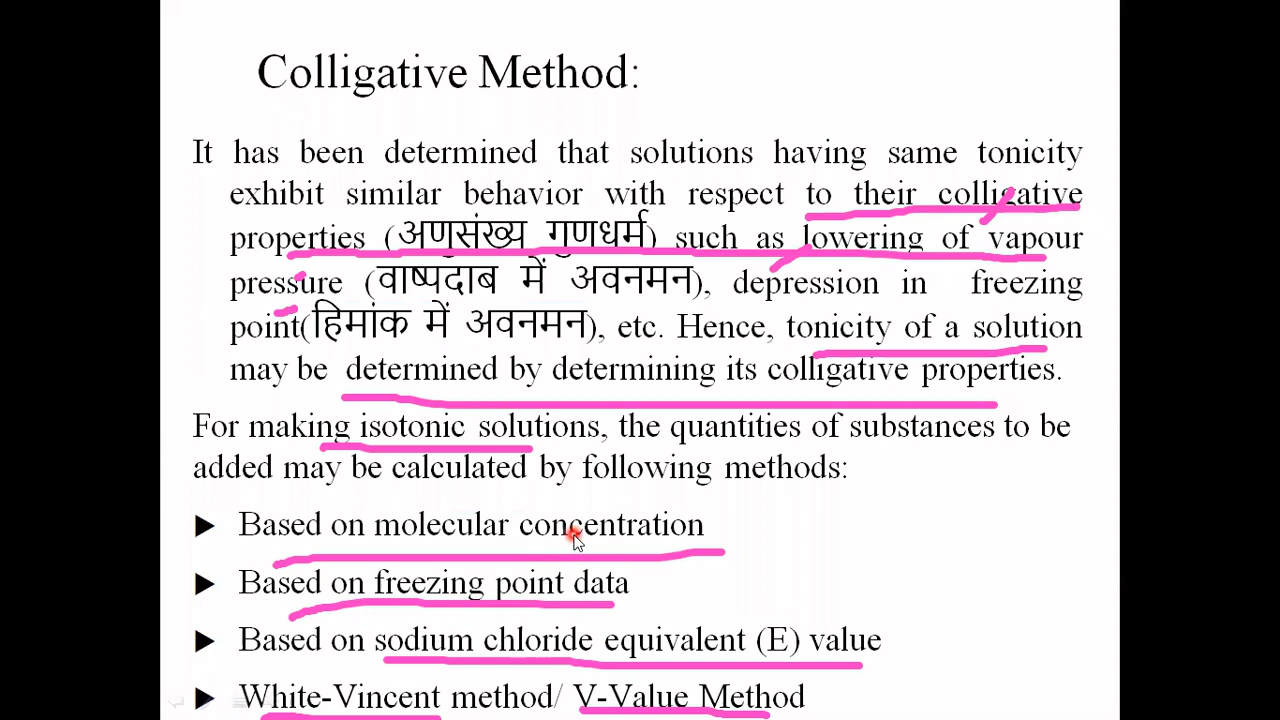 Colligative Method:
It has been determined that solutions having same tonicity
exhibit similar behavior with respect to their colligative
properties (अणुसंख्य गुणधर्म) such as lowering of vapour
pressure (वाष्पदाब में अवनमन), depression in freezing
point(हिमांक में अवनमन), etc. Hence, tonicity of a solution
may be determined by determining its colligative properties.
For making isotonic solutions, the quantities of substances to be
added may be calculated by following methods:
► Based on molecular concentration
► Based on freezing point data
► Based on sodium chloride equivalent (E) value
► White-Vincent method/ V-Value Method